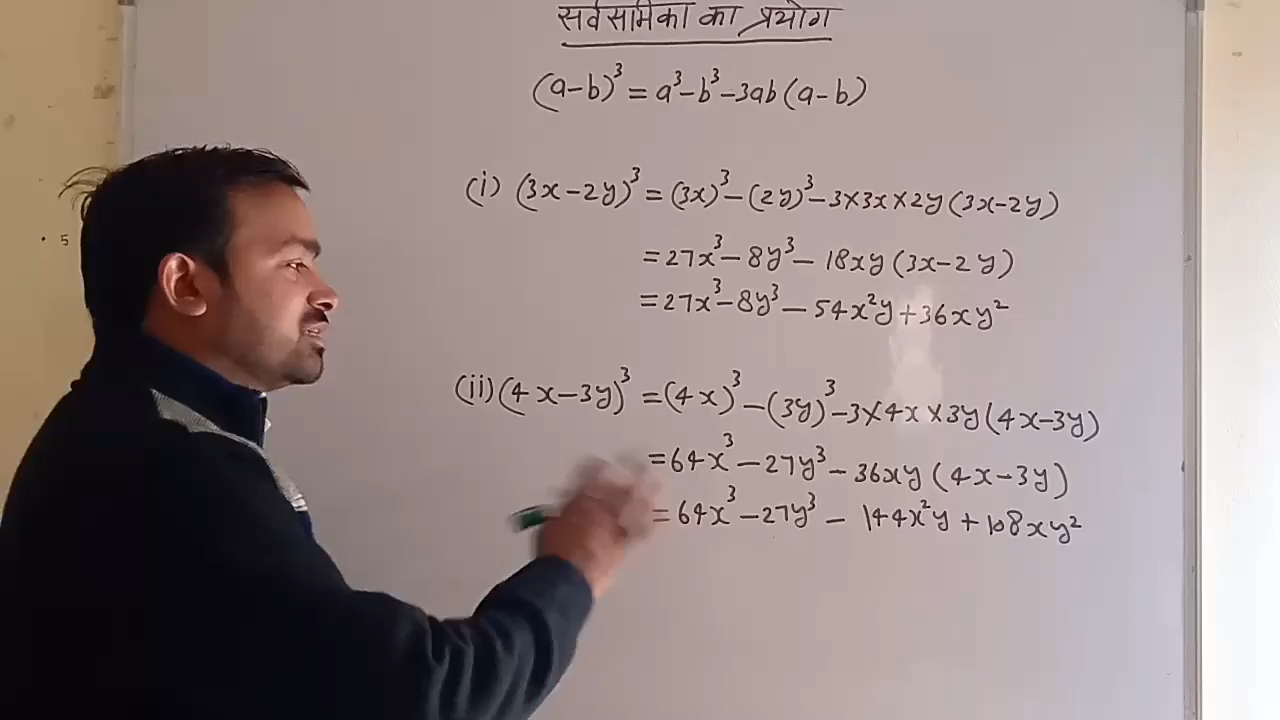 सर्वसमिका का प्रयोग
(a-b)³ = a³-b³-3ab(a-b)
(i) (3x-2y)³ = (3x)³-(2y)³-3×3x×2y(3x-2y)
=27x³-8y³-18xy(3x-2y)
=27x³-8y³-54x²y+36xy²
(ii) (4x-3y)³ = (4x)³-(3y)³-3×4x×3y(4x-3y)
=64x³-27y³-36xy(4x-3y)
=64x³-27y³-144x²y+108xy²